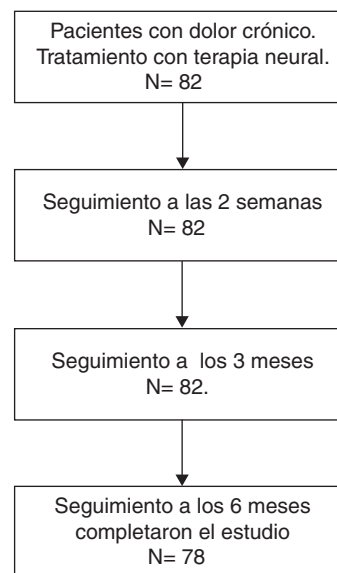 Pacientes con dolor crónico.
Tratamiento con terapia neural.
N= 82
Seguimiento a las 2 semanas
N= 82
Seguimiento a  los 3 meses
N= 82.
Seguimiento a los 6 meses
completaron el estudio
N= 78